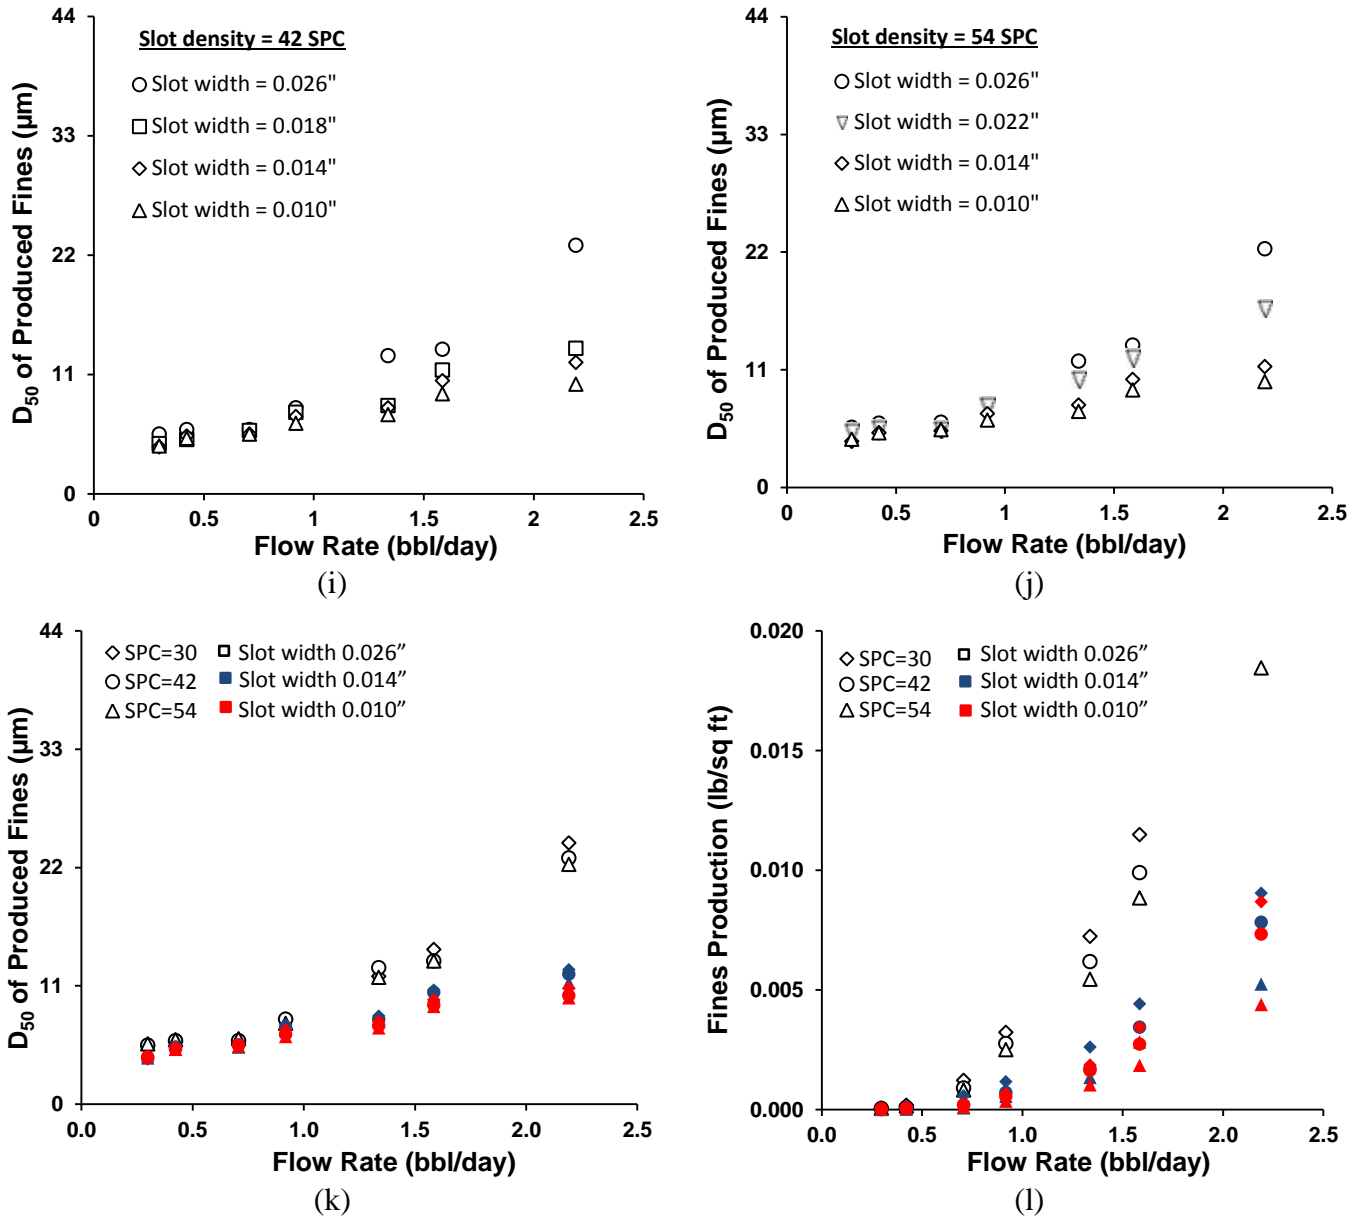 Slot density = 42 SPC
Slot width = 0.026"
Slot width = 0.018"
Slot width = 0.014"
Slot width = 0.010"
D50 of Produced Fines (µm)
44
33
22
11
0
0
0.5
1
1.5
2
2.5
Flow Rate (bbl/day)
(i)
Slot density = 54 SPC
Slot width = 0.026"
Slot width = 0.022"
Slot width = 0.014"
Slot width = 0.010"
D50 of Produced Fines (µm)
44
33
22
11
0
0
0.5
1
1.5
2
2.5
Flow Rate (bbl/day)
(j)
SPC=30
Slot width 0.026”
SPC=42
Slot width 0.014”
SPC=54
Slot width 0.010”
D50 of Produced Fines (µm)
44
33
22
11
0
0.0
0.5
1.0
1.5
2.0
2.5
Flow Rate (bbl/day)
(k)
SPC=30
Slot width 0.026”
SPC=42
Slot width 0.014”
SPC=54
Slot width 0.010”
Fines Production (lb/sq ft)
0.020
0.015
0.010
0.005
0.000
0.0
0.5
1.0
1.5
2.0
2.5
Flow Rate (bbl/day)
(l)